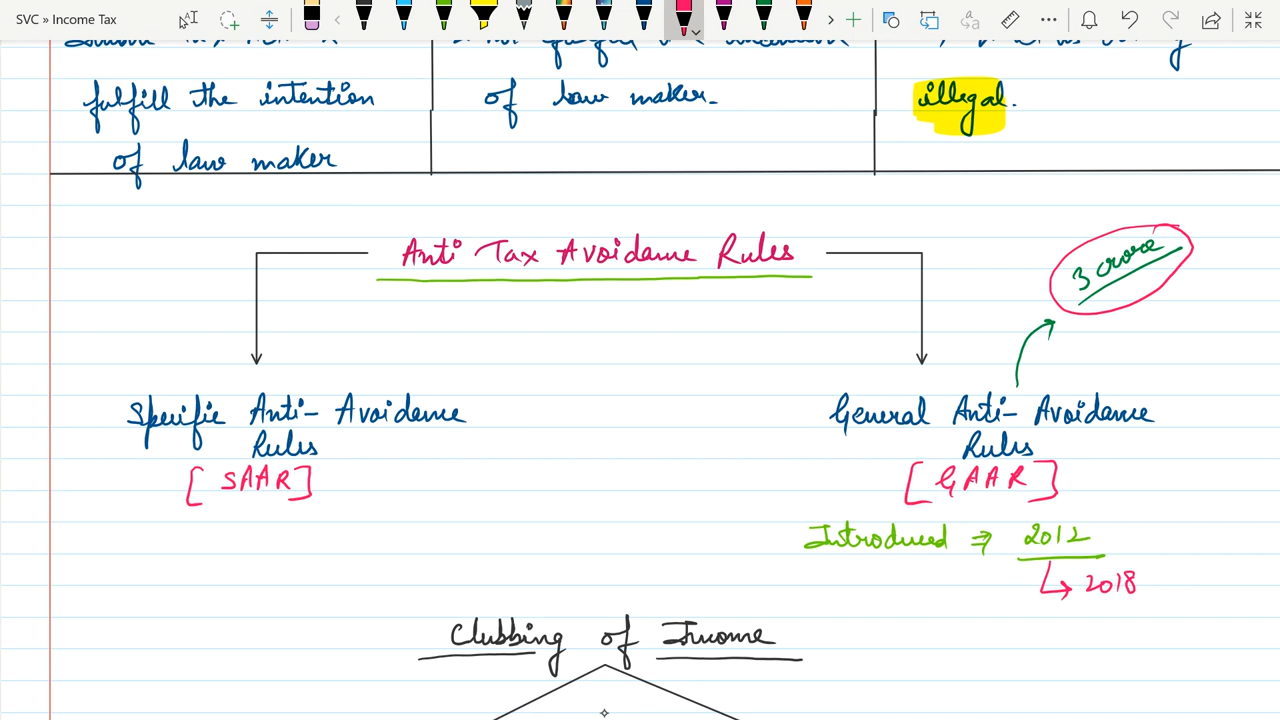 SVC » Income Tax
fulfill the intention
of law maker
of law maker.
illegal.
Anti Tax Avoidance Rules
3 crore
Specific Anti- Avoidance
Rules
[SAAR]
General Anti- Avoidance
Rules
[GAAR]
Introduced ⇒ 2012
↳ 2018
Clubbing of Income